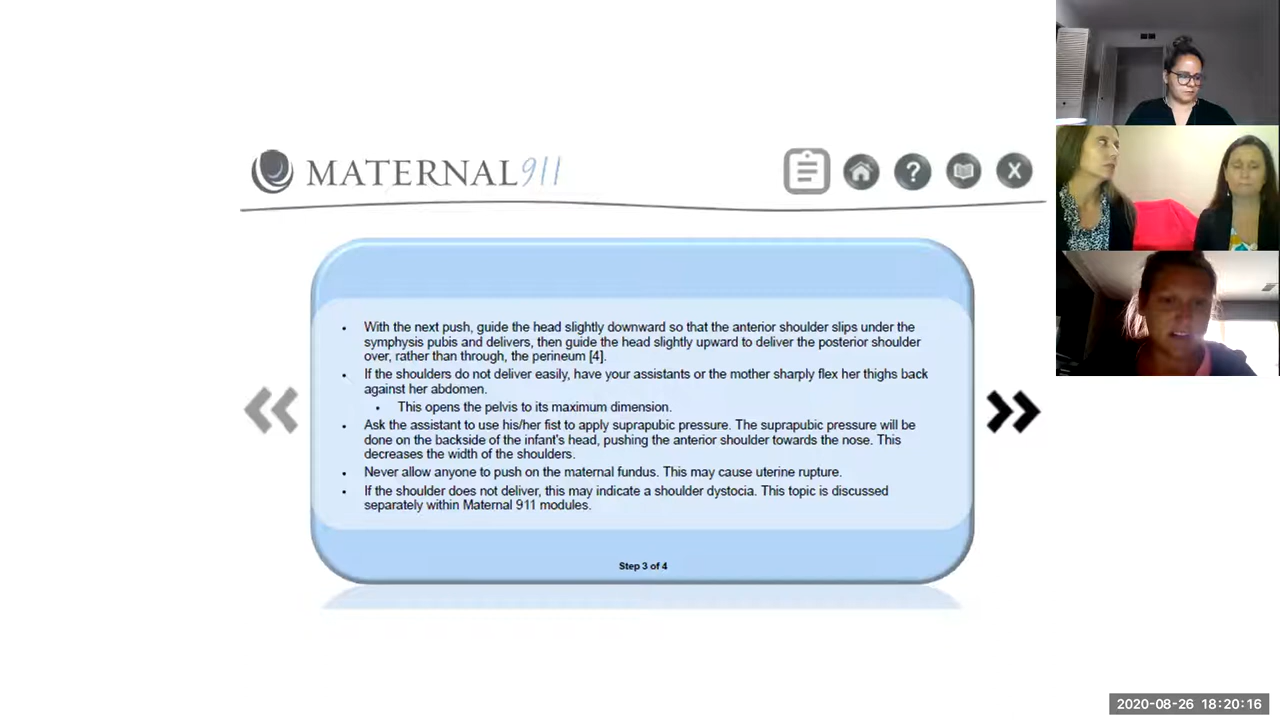 MATERNAL911
?
X
• With the next push, guide the head slightly downward so that the anterior shoulder slips under the
symphysis pubis and delivers, then guide the head slightly upward to deliver the posterior shoulder
over, rather than through, the perineum [4].
• If the shoulders do not deliver easily, have your assistants or the mother sharply flex her thighs back
against her abdomen.
• This opens the pelvis to its maximum dimension.
• Ask the assistant to use his/her fist to apply suprapubic pressure. The suprapubic pressure will be
done on the backside of the infant's head, pushing the anterior shoulder towards the nose. This
decreases the width of the shoulders.
• Never allow anyone to push on the maternal fundus. This may cause uterine rupture.
• If the shoulder does not deliver, this may indicate a shoulder dystocia. This topic is discussed
separately within Maternal 911 modules.
Step 3 of 4
2020-08-26 18:20:16